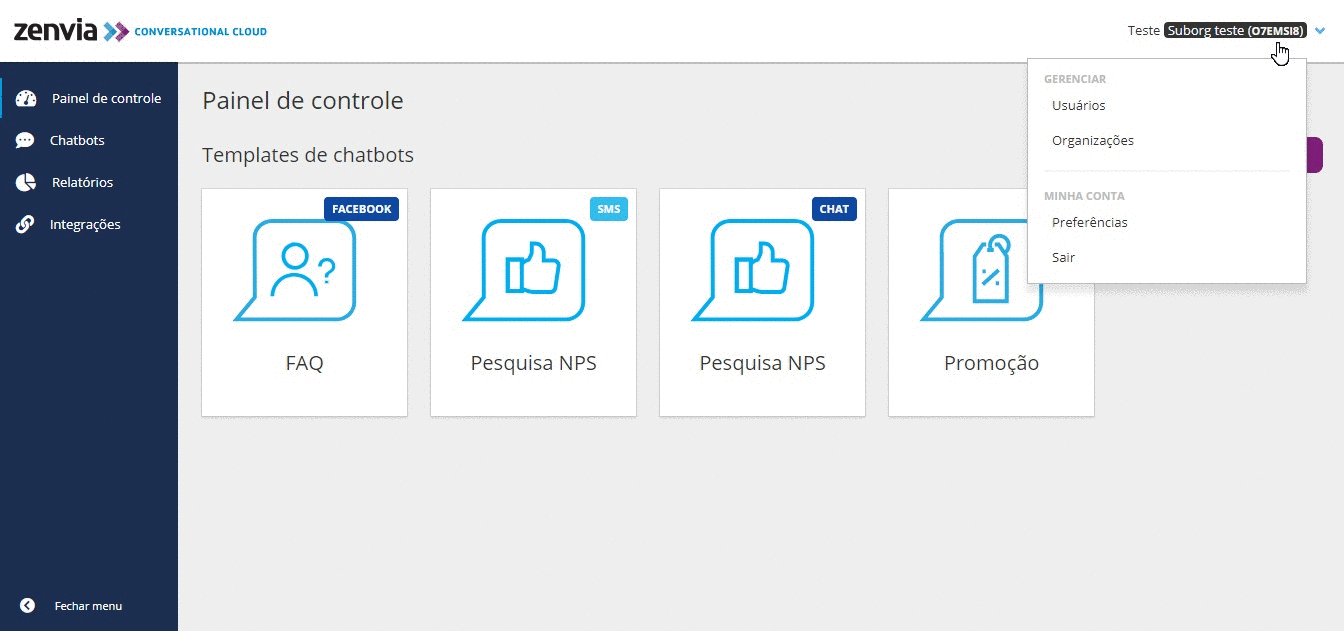 zenvia CONVERSATIONAL CLOUD
Teste Suborg teste (O7EMSI8)
GERENCIAR
Usuários
Organizações
MINHA CONTA
Preferências
Sair
Painel de controle
Chatbots
Relatórios
Integrações
Fechar menu
Painel de controle
Templates de chatbots
FACEBOOK
FAQ
SMS
Pesquisa NPS
CHAT
Pesquisa NPS
Promoção